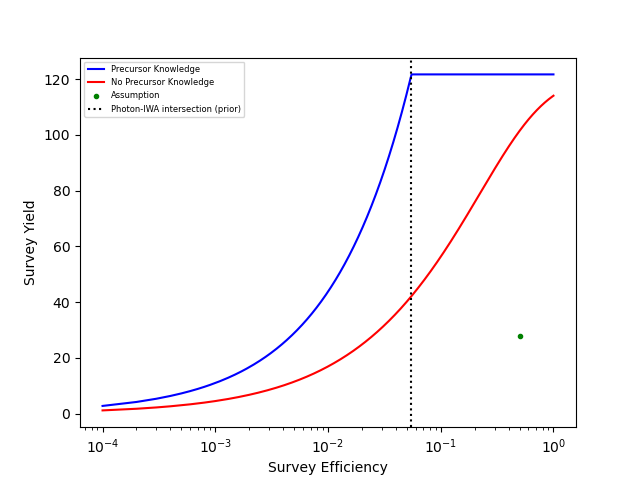 Precursor Knowledge
No Precursor Knowledge
Assumption
Photon-IWA intersection (prior)
120
100
80
60
40
20
0
Survey Yield
10⁻⁴
10⁻³
10⁻²
10⁻¹
10⁰
Survey Efficiency